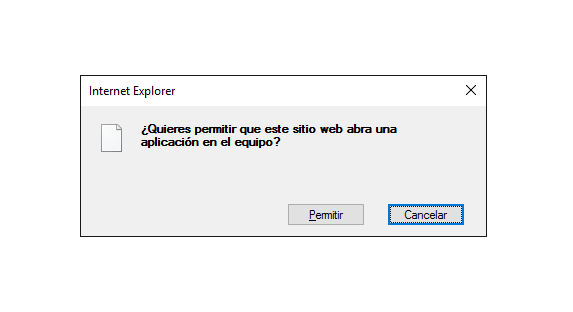 Internet Explorer
¿Quieres permitir que este sitio web abra una
aplicación en el equipo?
Permitir
Cancelar